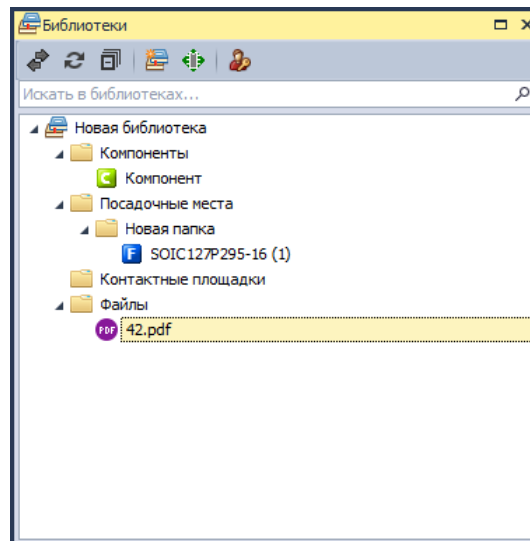 Библиотеки
Искать в библиотеках...
Новая библиотека
Компоненты
C Компонент
Посадочные места
Новая папка
F SOIC127P295-16 (1)
Контактные площадки
Файлы
PDF 42.pdf